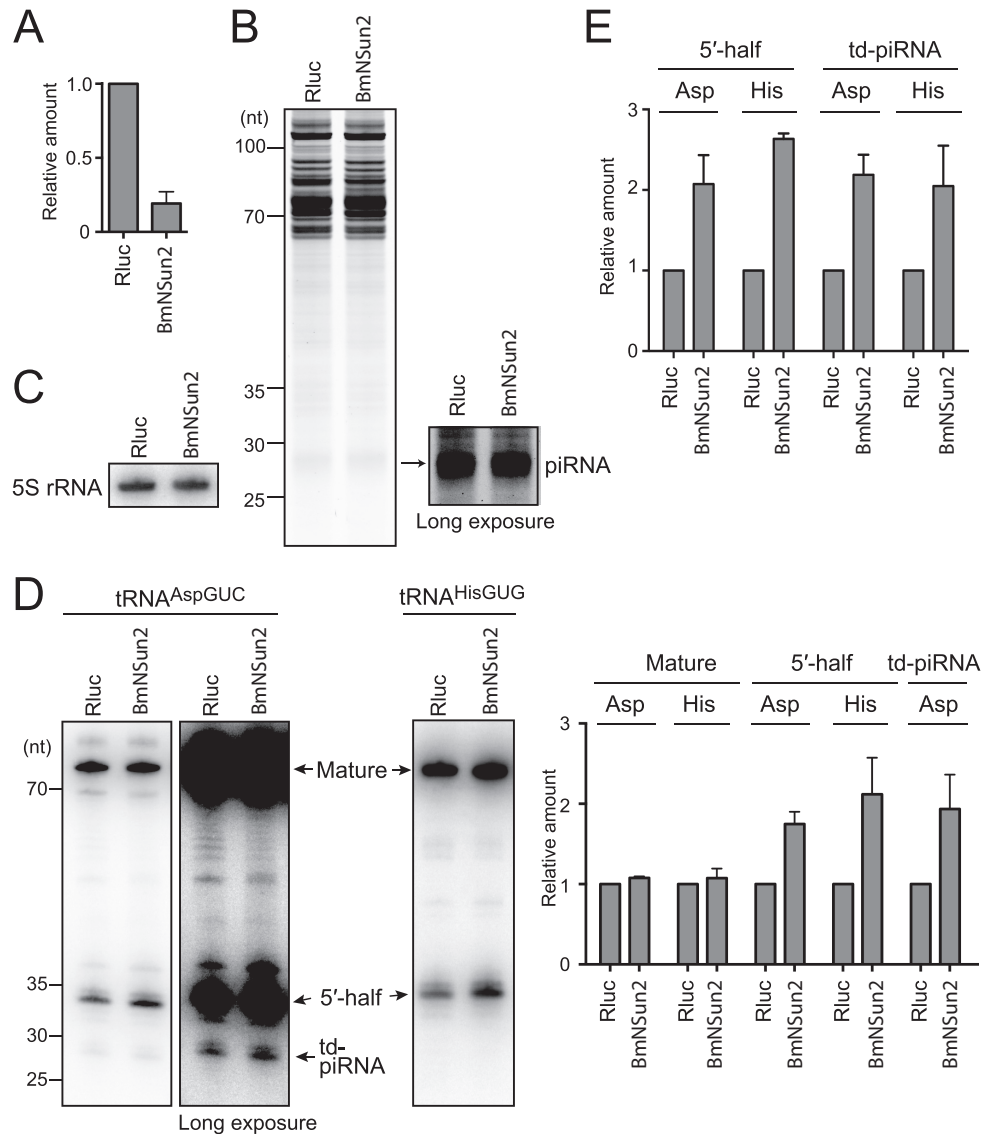 A
Relative amount
1.0
0.5
0
Rluc
BmNSun2
B
Rluc
BmNSun2
(nt)
100
70
35
30
25
Rluc
BmNSun2
piRNA
Long exposure
C
Rluc
BmNSun2
5S rRNA
E
5′-half td-piRNA
Asp His Asp His
Relative amount
3
2
1
0
Rluc BmNSun2 Rluc BmNSun2 Rluc BmNSun2 Rluc BmNSun2
D
tRNAAspGUC
tRNAHisGUG
Rluc BmNSun2 Rluc BmNSun2 Rluc BmNSun2
(nt)
70
35
30
25
Mature
5′-half
td-
piRNA
Long exposure
Mature 5′-half td-piRNA
Asp His Asp His Asp
Relative amount
3
2
1
0
Rluc BmNSun2 Rluc BmNSun2 Rluc BmNSun2 Rluc BmNSun2 Rluc BmNSun2